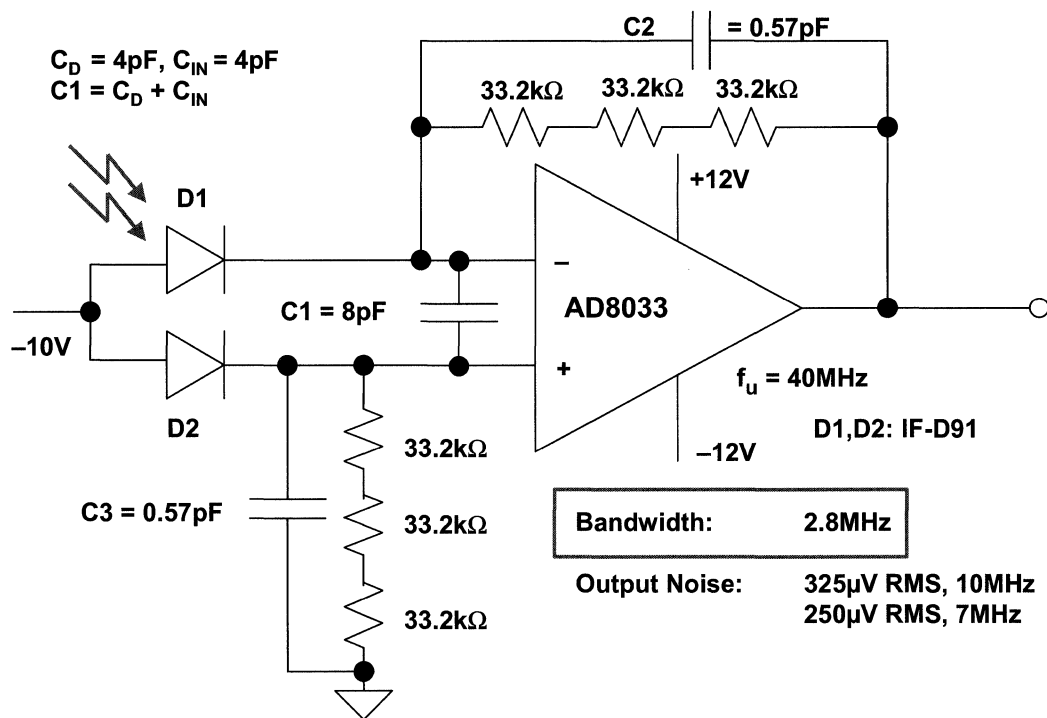 C2 = 0.57pF
C_D = 4pF, C_IN = 4pF
C1 = C_D + C_IN
33.2kΩ 33.2kΩ 33.2kΩ
+12V
D1
–
C1 = 8pF
AD8033
–10V
+
f_u = 40MHz
D2
D1,D2: IF-D91
33.2kΩ
–12V
C3 = 0.57pF
33.2kΩ
Bandwidth: 2.8MHz
Output Noise: 325µV RMS, 10MHz
250µV RMS, 7MHz
33.2kΩ